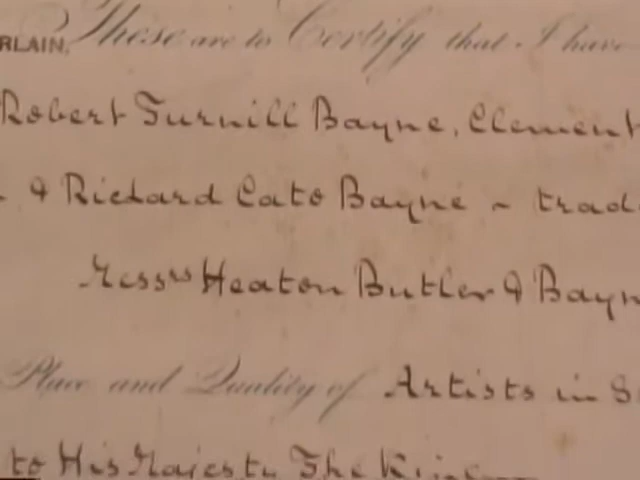 RLAIN. These are to Certify that I have
Robert Turnill Bayne, Clement
& Richard Cato Bayne ~ trad
Messrs Heaton Butler & Bayn
Place and Quality of Artists in S
to His Majesty The King